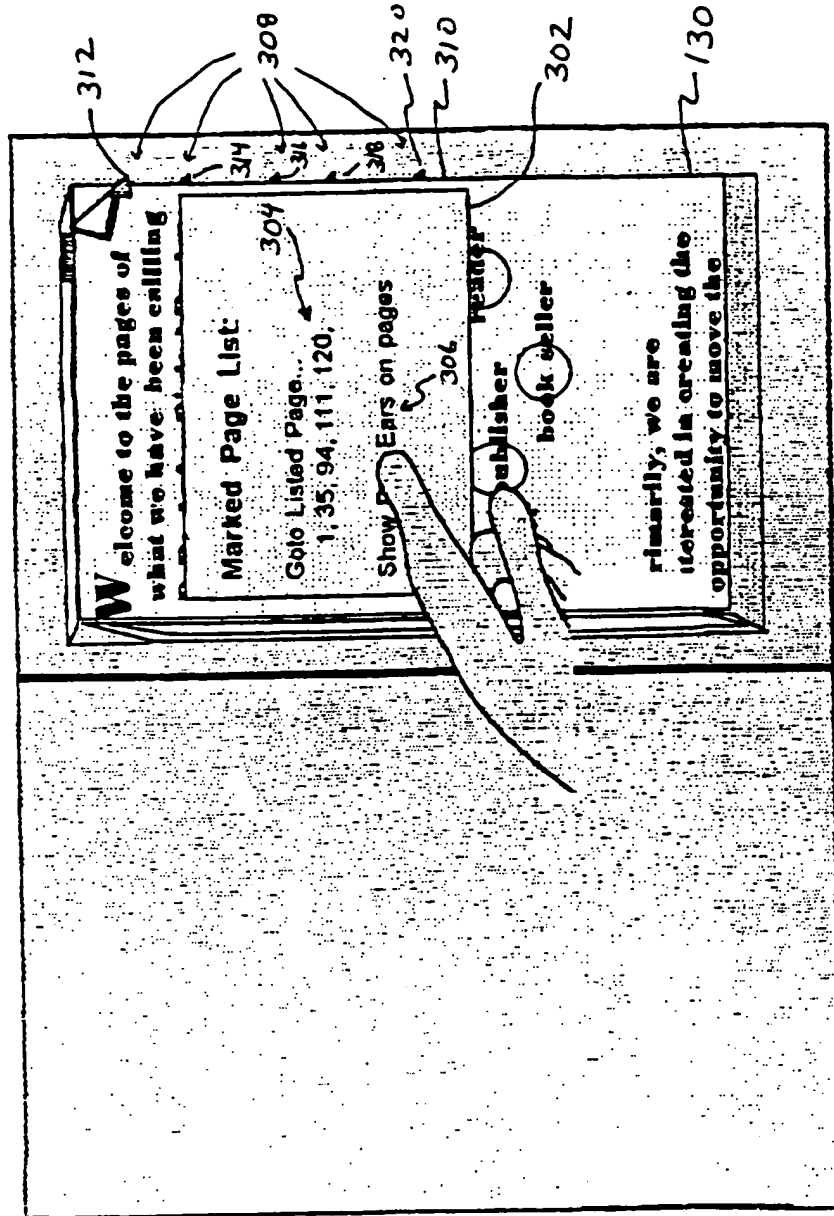 Welcome to the pages of
what we have been
Marked Page List:
Goto Listed Page...
1, 35, 94, 111, 120,
Show Ears on pages
reader
ublisher
book seller
rimarily, we are
iterested in creating the
opportunity to move the
312
308
314
316
318
320
310
304
306
302
130